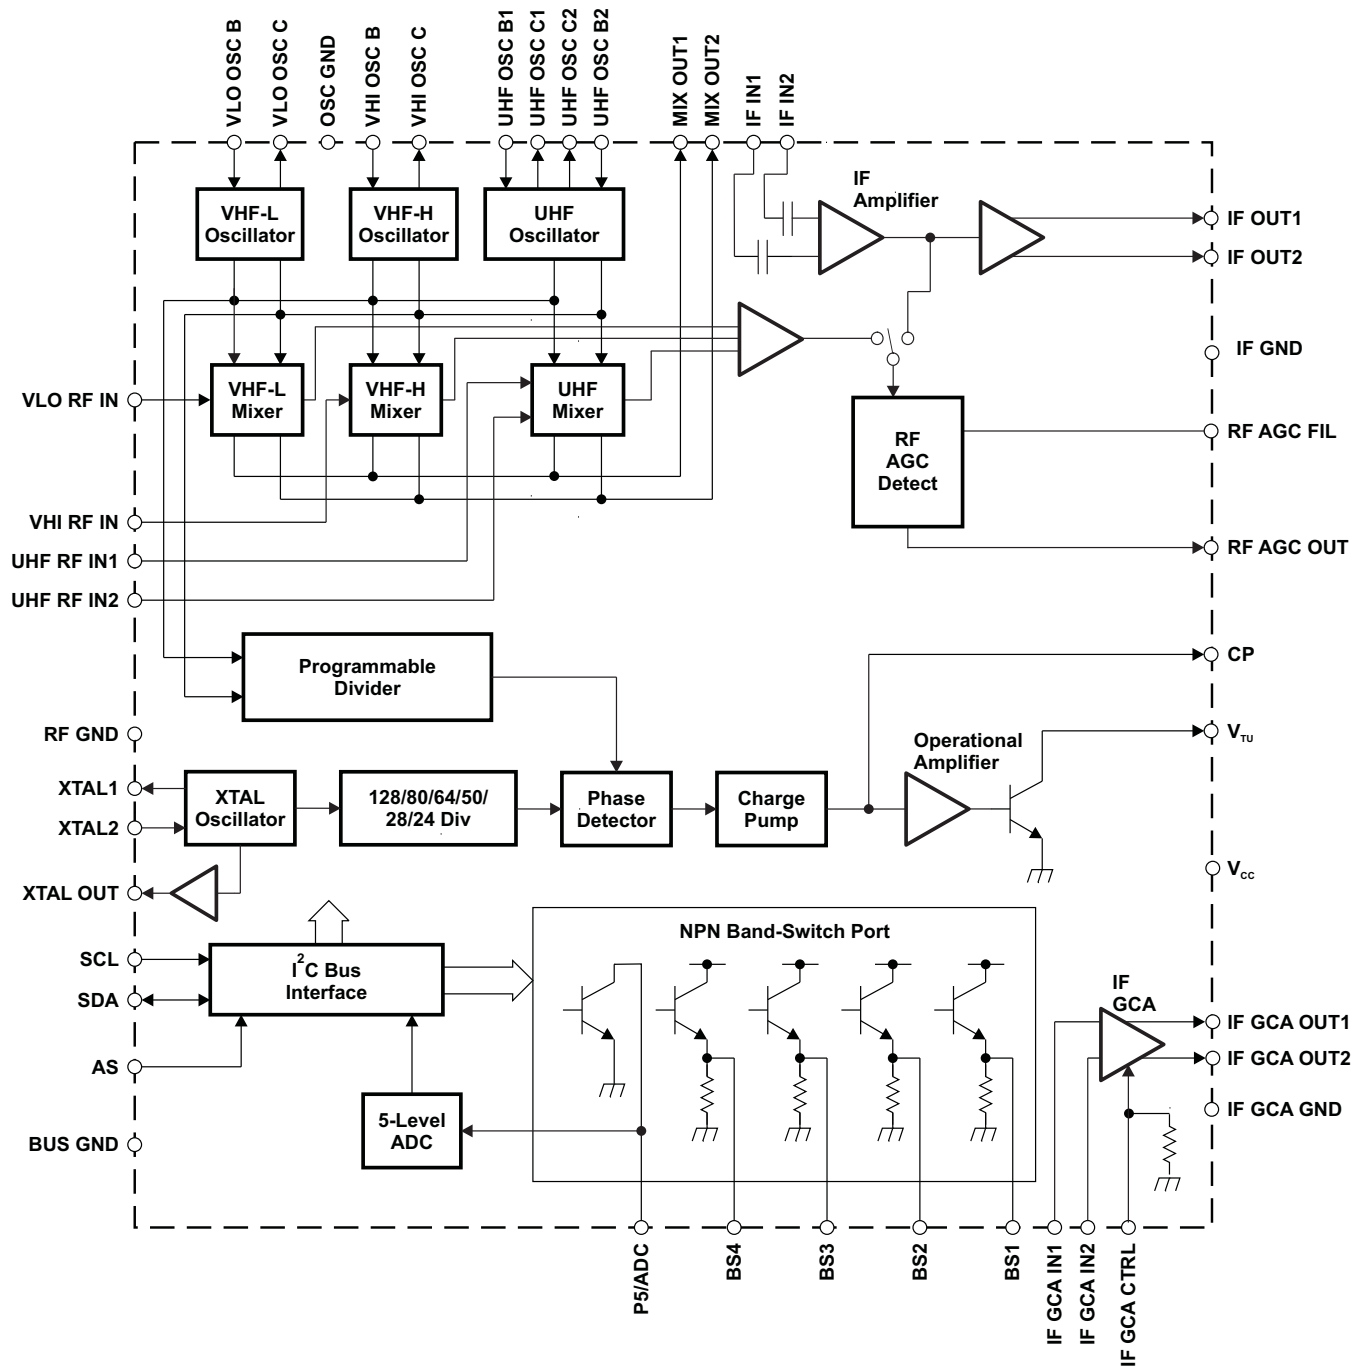 VLO OSC B
VLO OSC C
OSC GND
VHI OSC B
VHI OSC C
UHF OSC B1
UHF OSC C1
UHF OSC C2
UHF OSC B2
MIX OUT1
MIX OUT2
IF IN1
IF IN2
VHF-L
Oscillator
VHF-H
Oscillator
UHF
Oscillator
IF
Amplifier
IF OUT1
IF OUT2
IF GND
VLO RF IN
VHF-L
Mixer
VHF-H
Mixer
UHF
Mixer
RF
AGC
Detect
RF AGC FIL
VHI RF IN
UHF RF IN1
UHF RF IN2
RF AGC OUT
Programmable
Divider
CP
RF GND
VTU
Operational
Amplifier
XTAL1
XTAL2
XTAL
Oscillator
128/80/64/50/
28/24 Div
Phase
Detector
Charge
Pump
VCC
XTAL OUT
NPN Band-Switch Port
SCL
SDA
I2C Bus
Interface
AS
IF
GCA
IF GCA OUT1
IF GCA OUT2
IF GCA GND
5-Level
ADC
BUS GND
P5/ADC
BS4
BS3
BS2
BS1
IF GCA IN1
IF GCA IN2
IF GCA CTRL